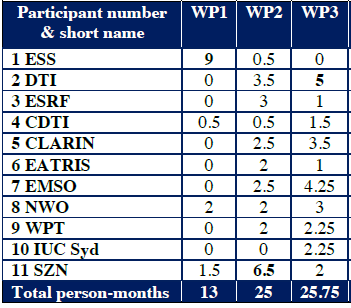 Participant number & short name WP1 WP2 WP3
1 ESS 9 0.5 0
2 DTI 0 3.5 5
3 ESRF 0 3 1
4 CDTI 0.5 0.5 1.5
5 CLARIN 0 2.5 3.5
6 EATRIS 0 2 1
7 EMSO 0 2.5 4.25
8 NWO 2 2 3
9 WPT 0 2 2.25
10 IUC Syd 0 0 2.25
11 SZN 1.5 6.5 2
Total person-months 13 25 25.75